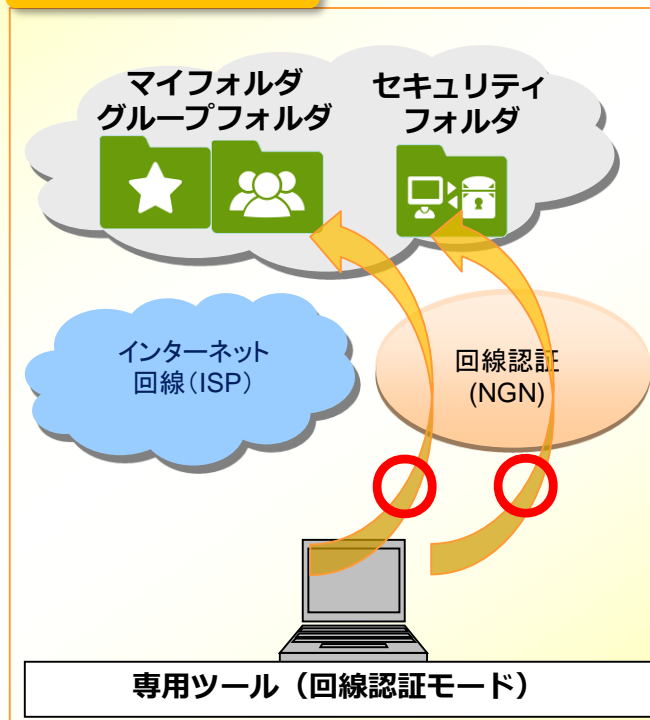 マイフォルダ
グループフォルダ
セキュリティ
フォルダ
インターネット
回線（ISP）
回線認証
(NGN)
専用ツール（回線認証モード）